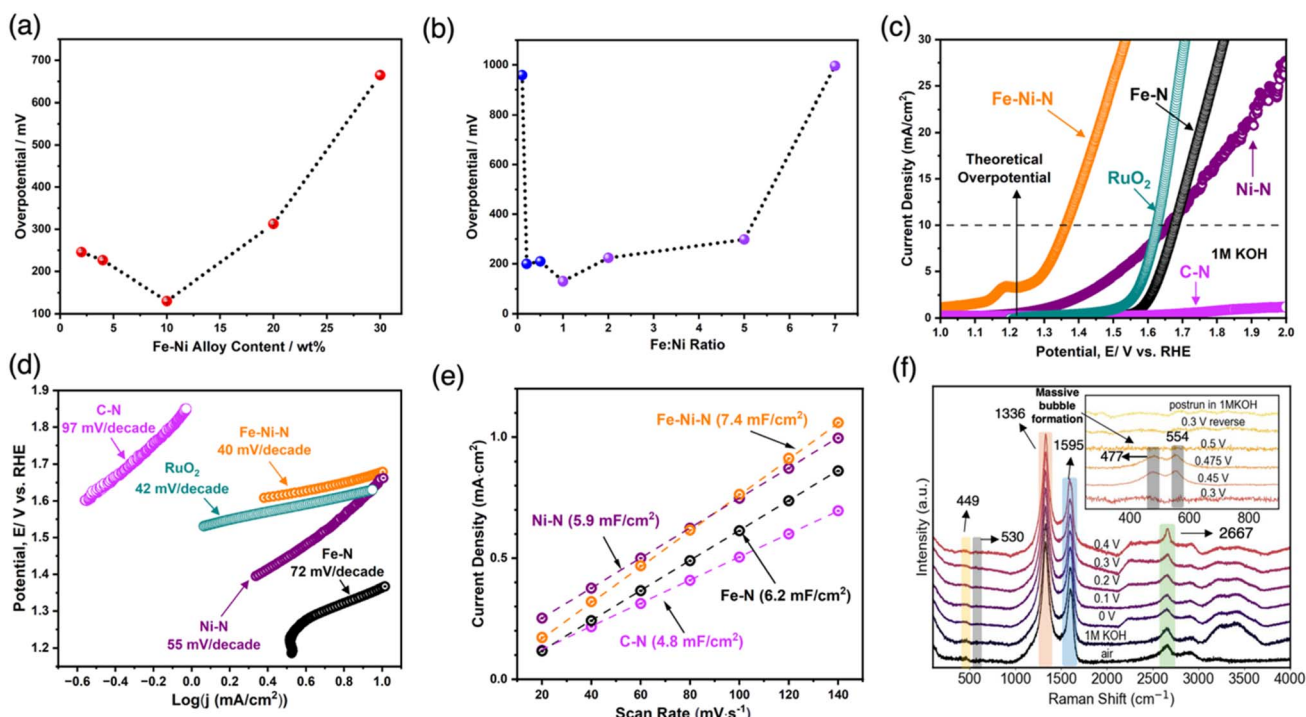 (a)
700
600
500
400
300
200
100
0
5
10
15
20
25
30
Overpotential / mV
Fe-Ni Alloy Content / wt%
(b)
1000
800
600
400
200
0
0
1
2
3
4
5
6
7
Overpotential / mV
Fe:Ni Ratio
(c)
30
25
20
15
10
5
0
1.0
1.1
1.2
1.3
1.4
1.5
1.6
1.7
1.8
1.9
2.0
Current Density (mA/cm²)
Potential, E/ V vs. RHE
Fe-Ni-N
Theoretical
Overpotential
RuO₂
Fe-N
Ni-N
1M KOH
C-N
(d)
1.9
1.8
1.7
1.6
1.5
1.4
1.3
1.2
−0.6
−0.4
−0.2
0.0
0.2
0.4
0.6
0.8
1.0
Potential, E/ V vs. RHE
Log(j (mA/cm²))
C-N
97 mV/decade
Fe-Ni-N
40 mV/decade
RuO₂
42 mV/decade
Fe-N
72 mV/decade
Ni-N
55 mV/decade
(e)
1.0
0.5
0.0
20
40
60
80
100
120
140
Current Density (mA·cm²)
Scan Rate (mV·s⁻¹)
Fe-Ni-N (7.4 mF/cm²)
Ni-N (5.9 mF/cm²)
Fe-N (6.2 mF/cm²)
C-N (4.8 mF/cm²)
(f)
Intensity (a.u.)
Massive
bubble
formation
1336
1595
449
530
2667
477
554
postrun in 1MKOH
0.3 V reverse
0.5 V
0.475 V
0.45 V
0.3 V
400
600
800
0.4 V
0.3 V
0.2 V
0.1 V
0 V
1M KOH
air
500
1000
1500
2000
2500
3000
3500
4000
Raman Shift (cm⁻¹)